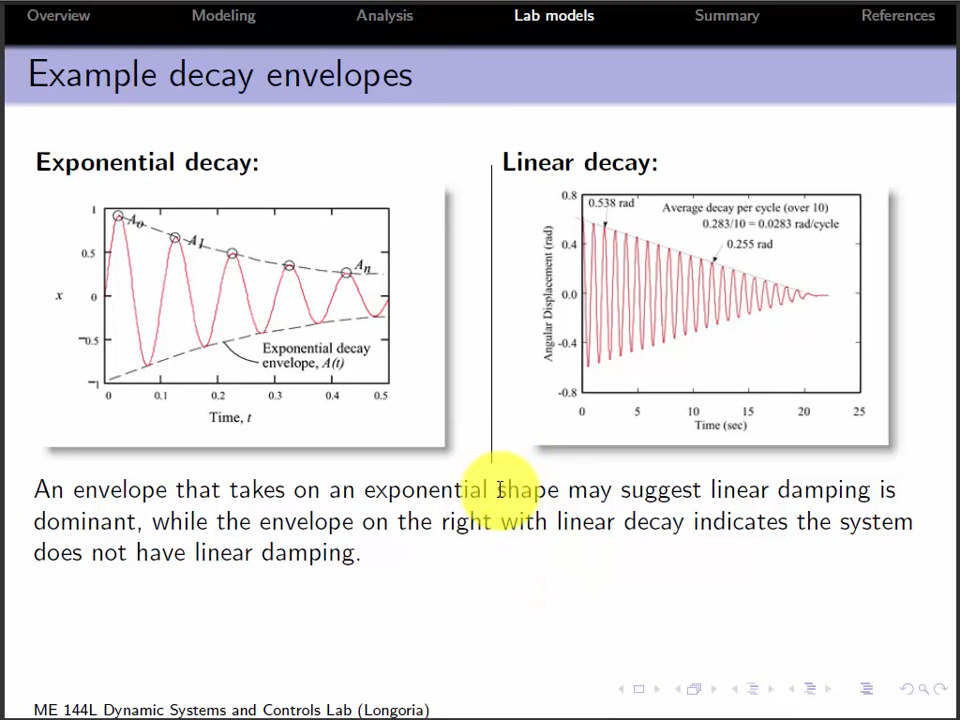 Overview Modeling Analysis Lab models Summary References
Example decay envelopes
Exponential decay:
1
0.5
x
0
−0.5
−1
A0
A1
An
Exponential decay
envelope, A(t)
0 0.1 0.2 0.3 0.4 0.5
Time, t
Linear decay:
0.8
0.4
0.0
-0.4
-0.8
Angular Displacement (rad)
0.538 rad
Average decay per cycle (over 10)
0.283/10 = 0.0283 rad/cycle
0.255 rad
0 5 10 15 20 25
Time (sec)
An envelope that takes on an exponential shape may suggest linear damping is
dominant, while the envelope on the right with linear decay indicates the system
does not have linear damping.
ME 144L Dynamic Systems and Controls Lab (Longoria)